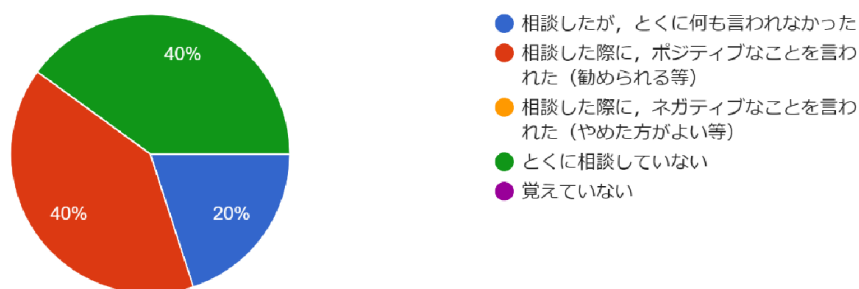 40%
40%
20%
相談したが，とくに何も言われなかった
相談した際に，ポジティブなことを言わ
れた（勧められる等）
相談した際に，ネガティブなことを言わ
れた（やめた方がよい等）
とくに相談していない
覚えていない